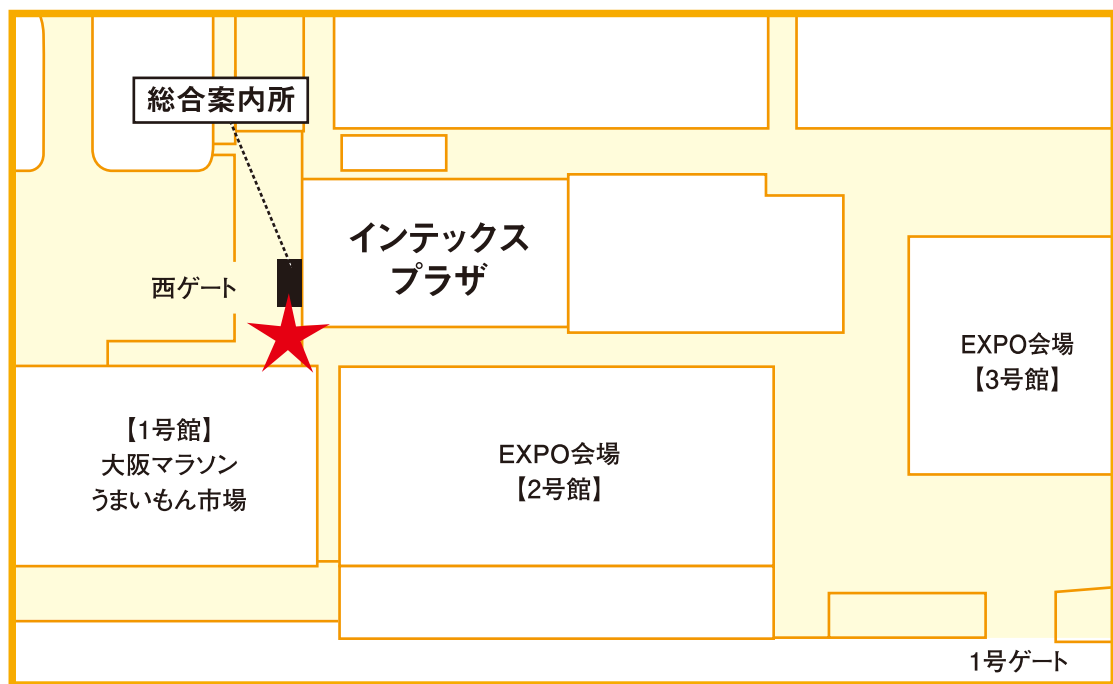 総合案内所
インテックス
プラザ
西ゲート
EXPO会場
【3号館】
【1号館】
大阪マラソン
うまいもん市場
EXPO会場
【2号館】
1号ゲート